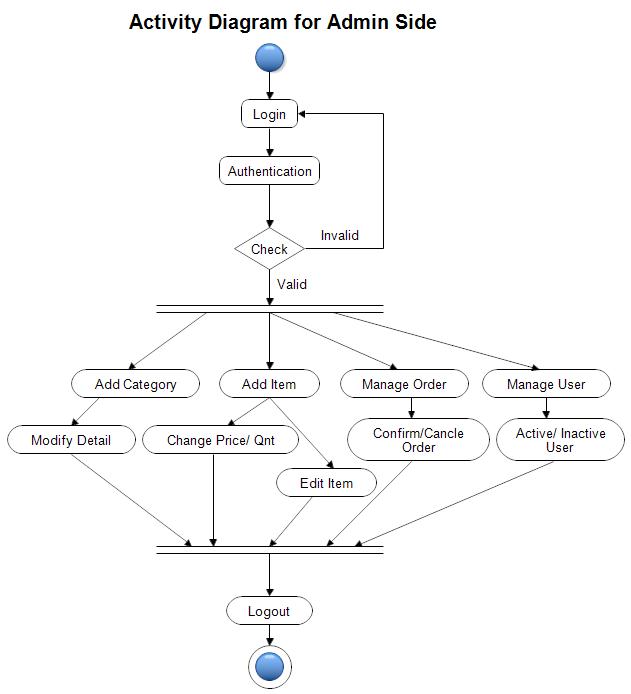 Activity Diagram for Admin Side
Login
Authentication
Check
Invalid
Valid
Add Category
Add Item
Manage Order
Manage User
Modify Detail
Change Price/ Qnt
Confirm/Cancle
Order
Active/ Inactive
User
Edit Item
Logout